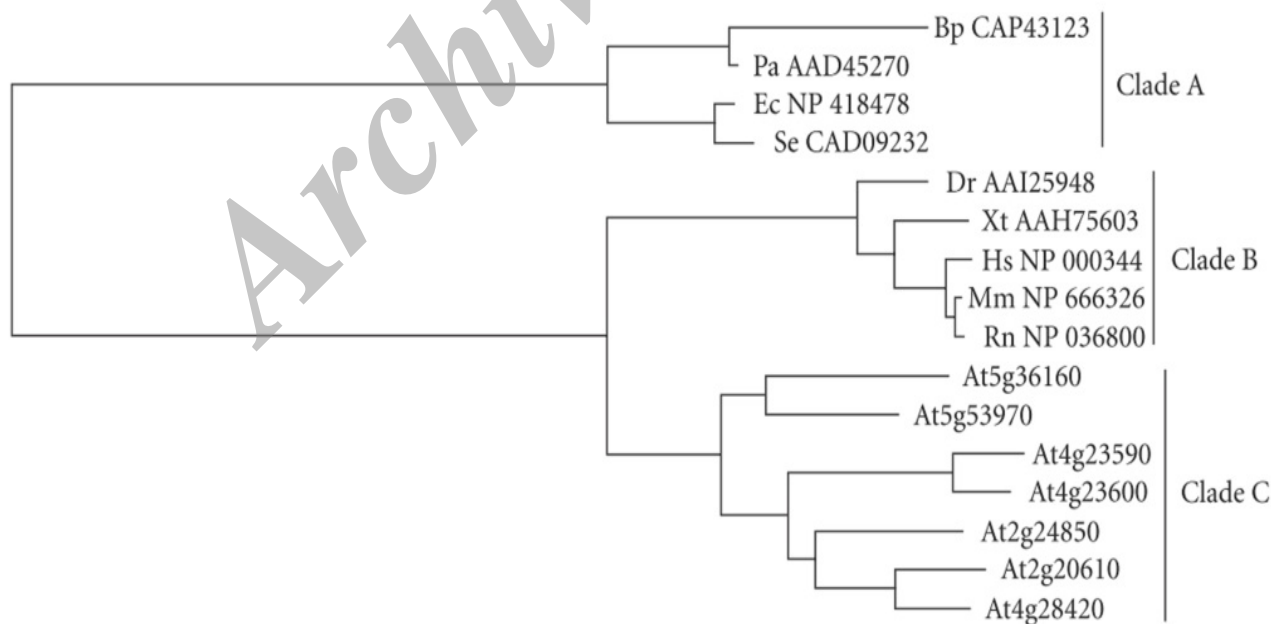 Archiv
Bp CAP43123
Pa AAD45270
Ec NP 418478
Se CAD09232
Clade A
Dr AAI25948
Xt AAH75603
Hs NP 000344
Mm NP 666326
Rn NP 036800
Clade B
At5g36160
At5g53970
At4g23590
At4g23600
At2g24850
At2g20610
At4g28420
Clade C